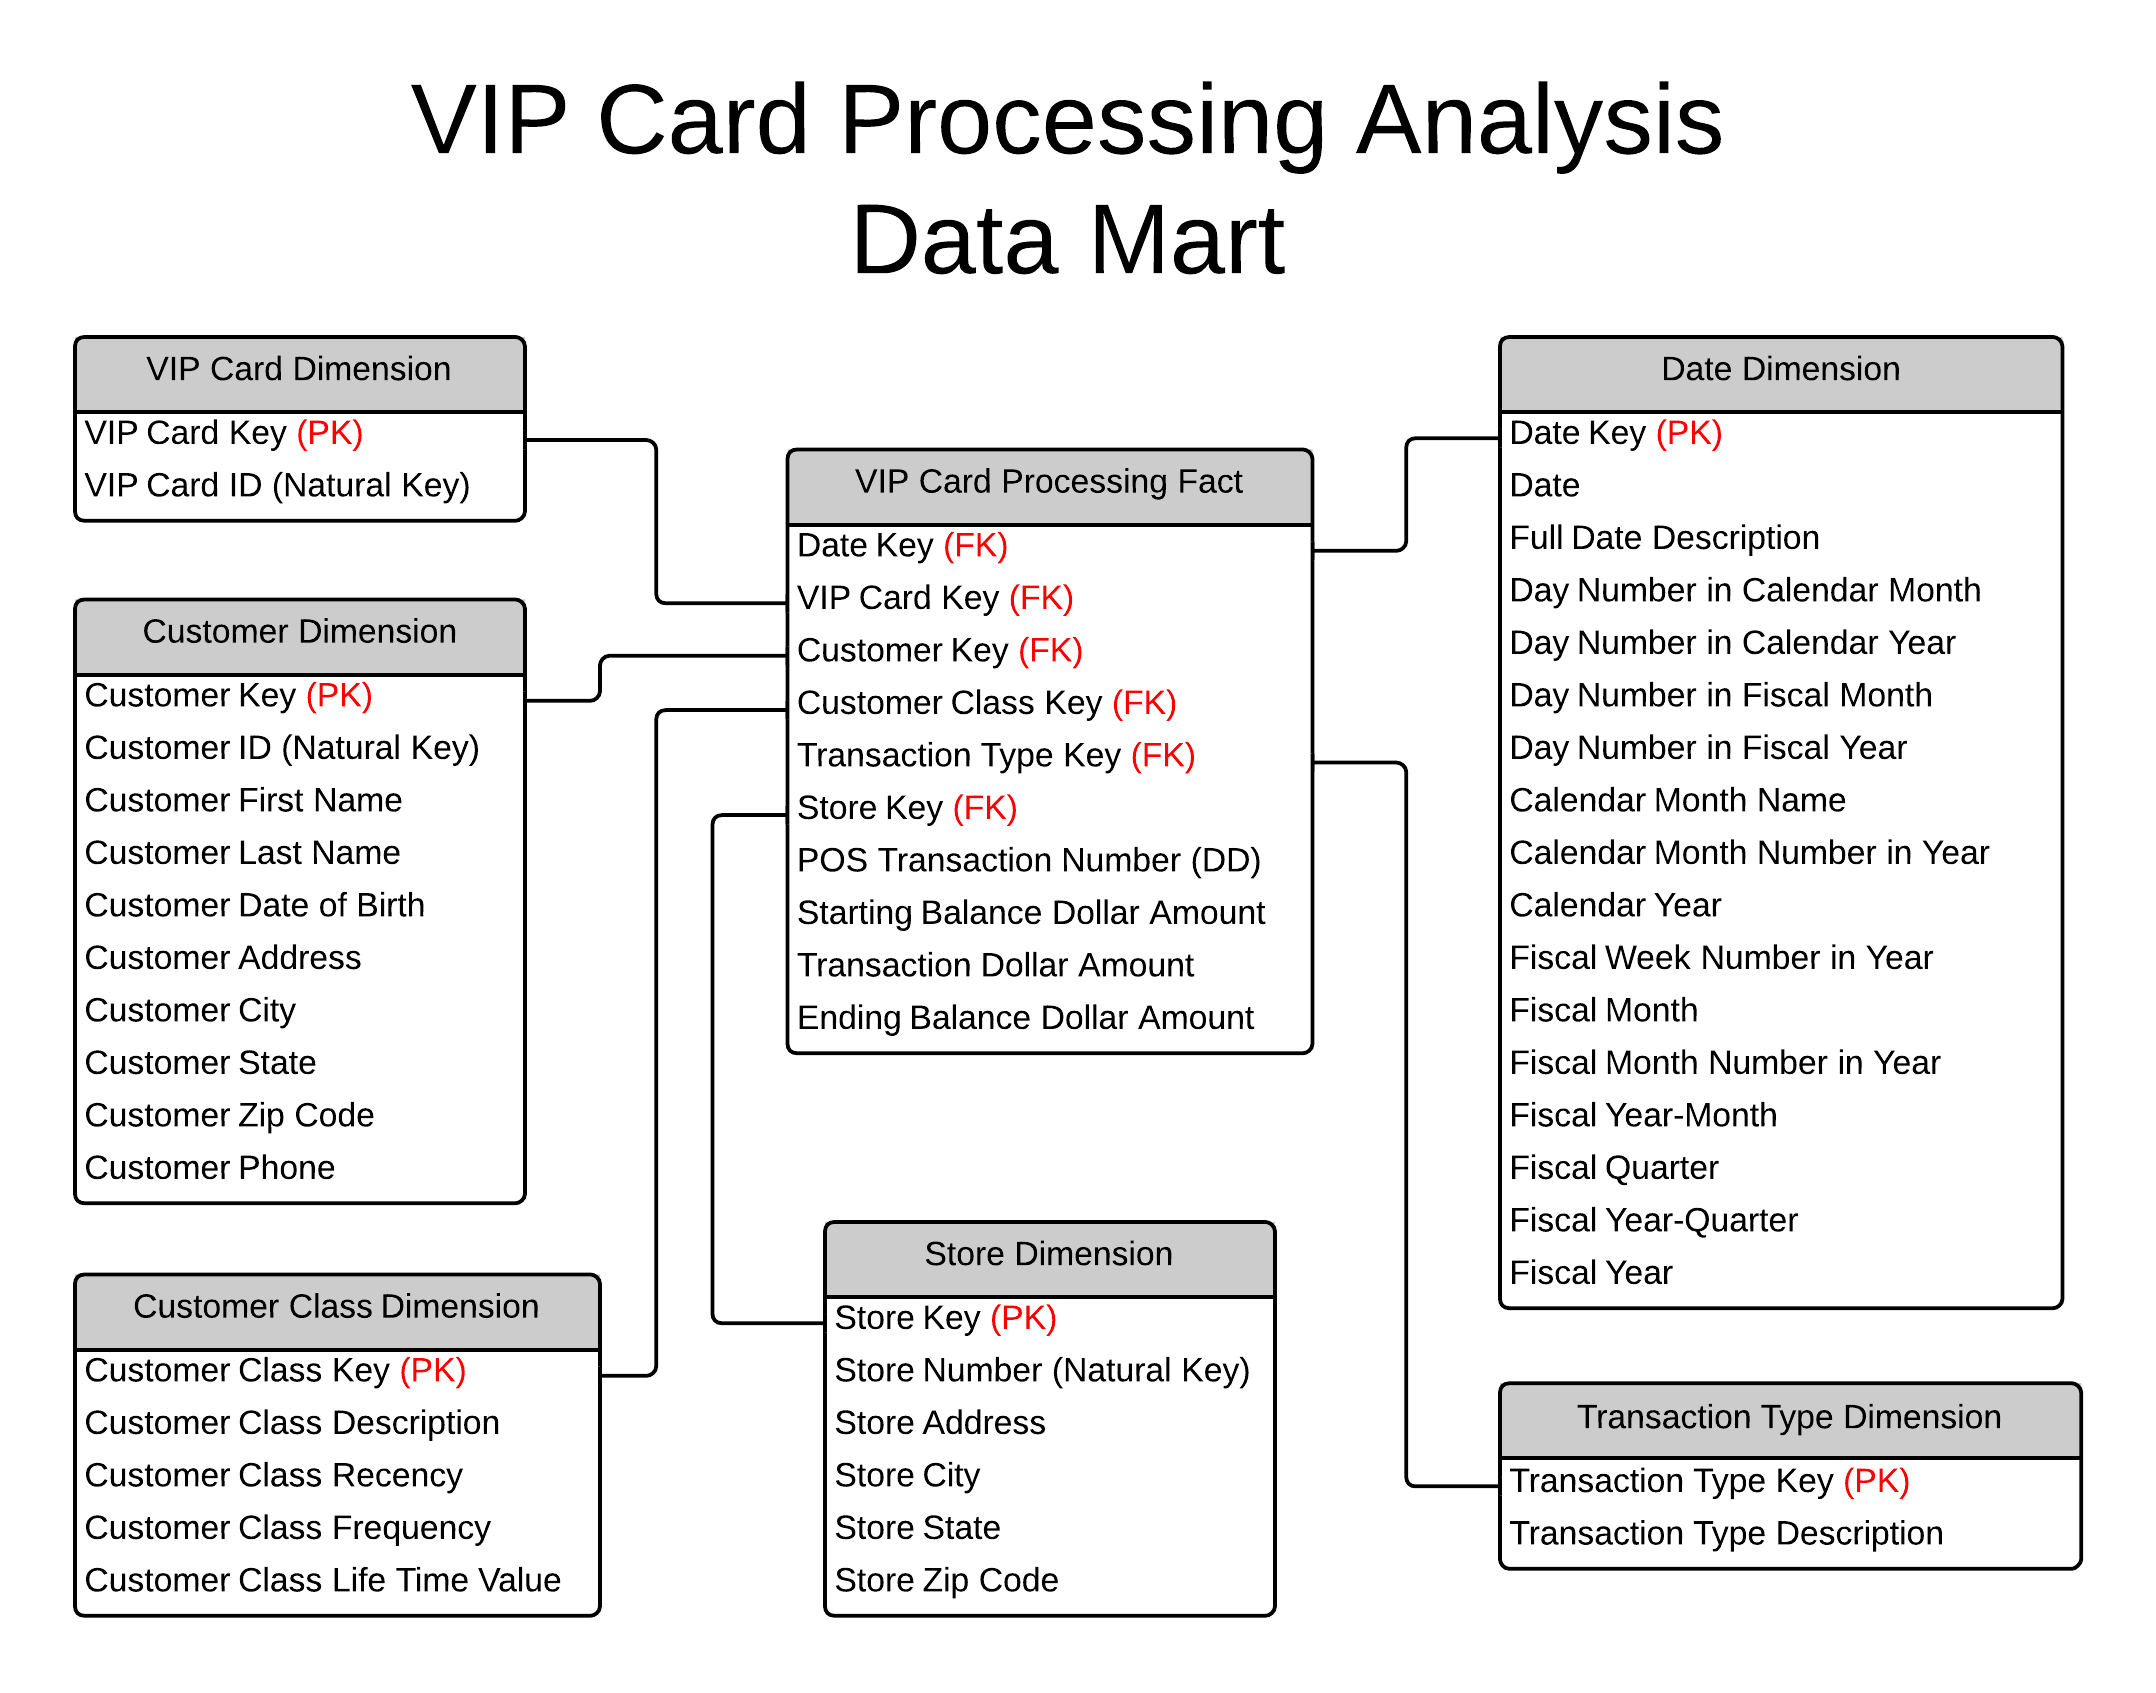 VIP Card Processing Analysis
Data Mart
VIP Card Dimension
VIP Card Key (PK)
VIP Card ID (Natural Key)
Customer Dimension
Customer Key (PK)
Customer ID (Natural Key)
Customer First Name
Customer Last Name
Customer Date of Birth
Customer Address
Customer City
Customer State
Customer Zip Code
Customer Phone
Customer Class Dimension
Customer Class Key (PK)
Customer Class Description
Customer Class Recency
Customer Class Frequency
Customer Class Life Time Value
VIP Card Processing Fact
Date Key (FK)
VIP Card Key (FK)
Customer Key (FK)
Customer Class Key (FK)
Transaction Type Key (FK)
Store Key (FK)
POS Transaction Number (DD)
Starting Balance Dollar Amount
Transaction Dollar Amount
Ending Balance Dollar Amount
Store Dimension
Store Key (PK)
Store Number (Natural Key)
Store Address
Store City
Store State
Store Zip Code
Date Dimension
Date Key (PK)
Date
Full Date Description
Day Number in Calendar Month
Day Number in Calendar Year
Day Number in Fiscal Month
Day Number in Fiscal Year
Calendar Month Name
Calendar Month Number in Year
Calendar Year
Fiscal Week Number in Year
Fiscal Month
Fiscal Month Number in Year
Fiscal Year-Month
Fiscal Quarter
Fiscal Year-Quarter
Fiscal Year
Transaction Type Dimension
Transaction Type Key (PK)
Transaction Type Description